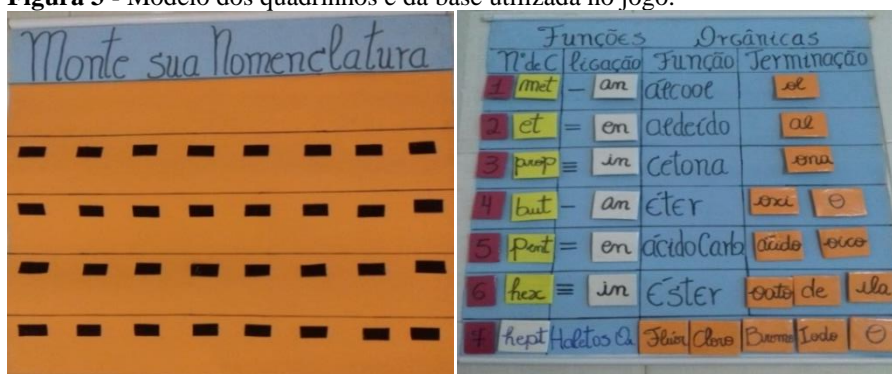 Figura 3 - Modelo dos quadrinhos e da base utilizada no jogo.
Monte sua Nomenclatura
Funções Orgânicas
nº de C ligação Função Terminação
1 met - an álcool ol
2 et = en aldeído al
3 prop ≡ in cetona ona
4 but - an éter oxi o
5 pent = en ácido Carb ácido oico
6 hex ≡ in Éster oato de ila
7 hept Haletos Flúor Cloro Bromo Iodo o